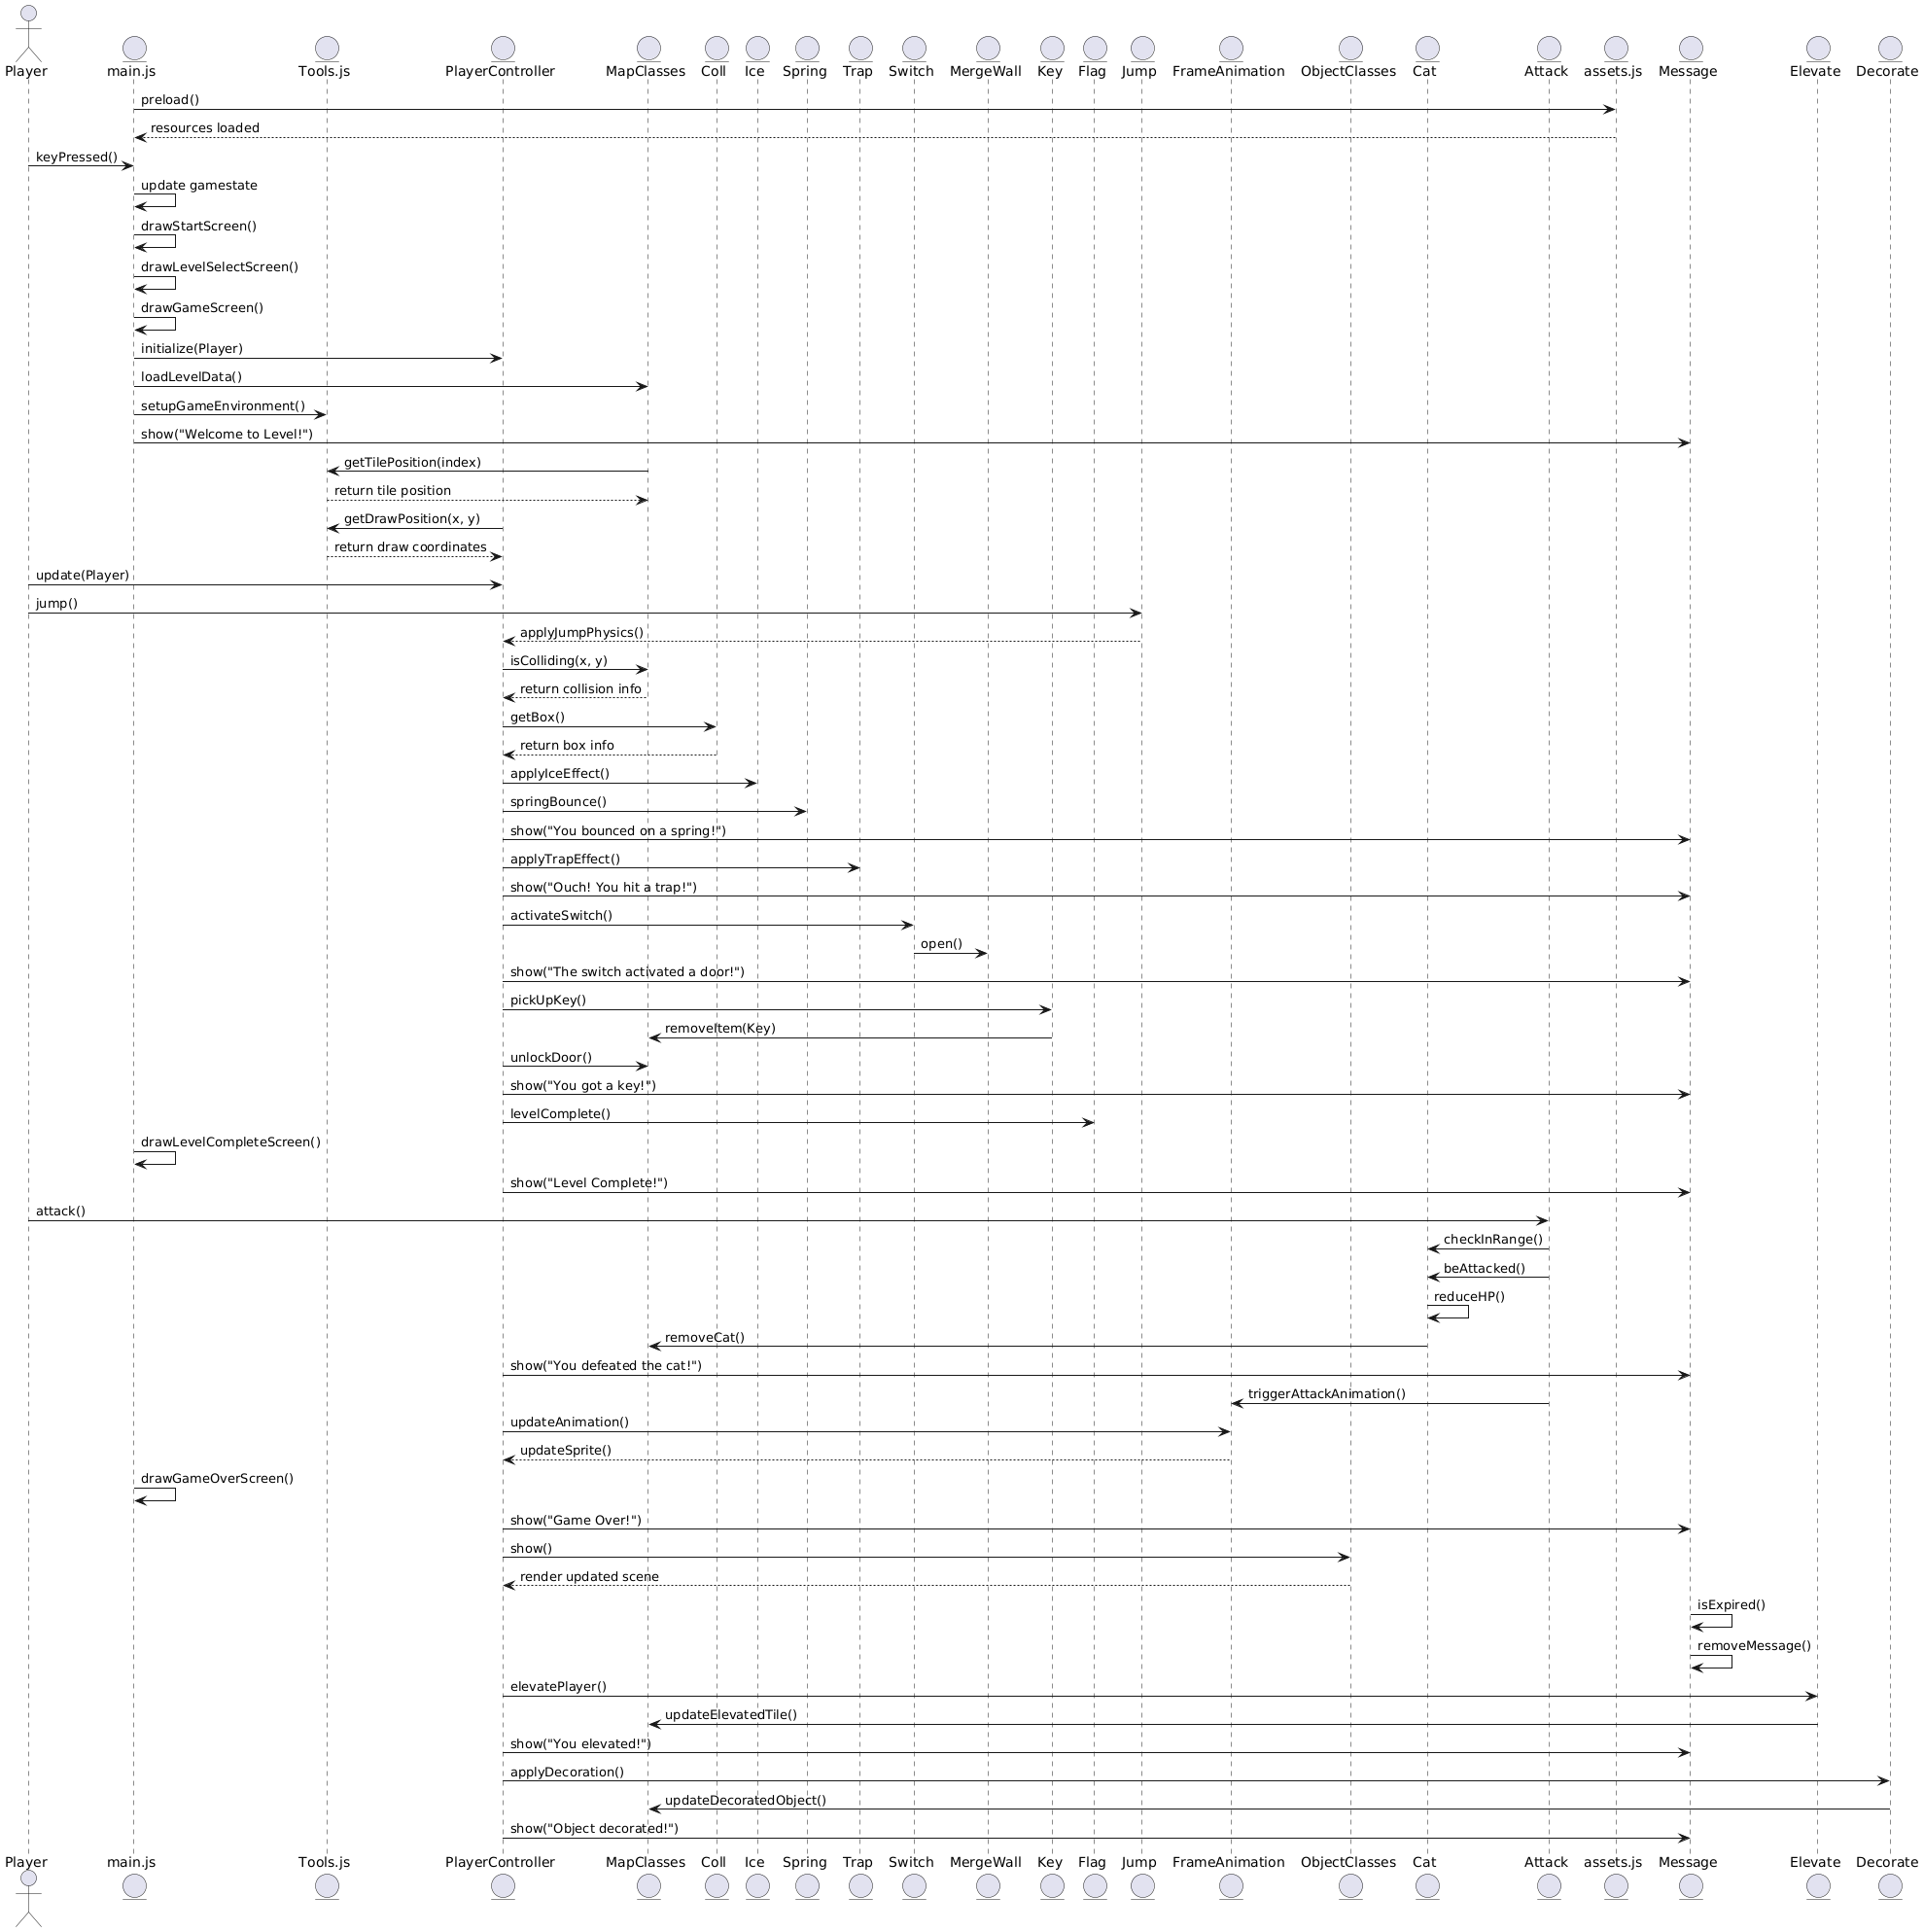 Player main.js Tools.js PlayerController MapClasses Coll Ice Spring Trap Switch MergeWall Key Flag Jump FrameAnimation ObjectClasses Cat Attack assets.js Message Elevate Decorate
preload()
resources loaded
keyPressed()
update gamestate
drawStartScreen()
drawLevelSelectScreen()
drawGameScreen()
initialize(Player)
loadLevelData()
setupGameEnvironment()
show("Welcome to Level!")
getTilePosition(index)
return tile position
getDrawPosition(x, y)
return draw coordinates
update(Player)
jump()
applyJumpPhysics()
isColliding(x, y)
return collision info
getBox()
return box info
applyIceEffect()
springBounce()
show("You bounced on a spring!")
applyTrapEffect()
show("Ouch! You hit a trap!")
activateSwitch()
open()
show("The switch activated a door!")
pickUpKey()
removeItem(Key)
unlockDoor()
show("You got a key!")
levelComplete()
drawLevelCompleteScreen()
show("Level Complete!")
attack()
checkInRange()
beAttacked()
reduceHP()
removeCat()
show("You defeated the cat!")
triggerAttackAnimation()
updateAnimation()
updateSprite()
drawGameOverScreen()
show("Game Over!")
show()
render updated scene
isExpired()
removeMessage()
elevatePlayer()
updateElevatedTile()
show("You elevated!")
applyDecoration()
updateDecoratedObject()
show("Object decorated!")
Player main.js Tools.js PlayerController MapClasses Coll Ice Spring Trap Switch MergeWall Key Flag Jump FrameAnimation ObjectClasses Cat Attack assets.js Message Elevate Decorate